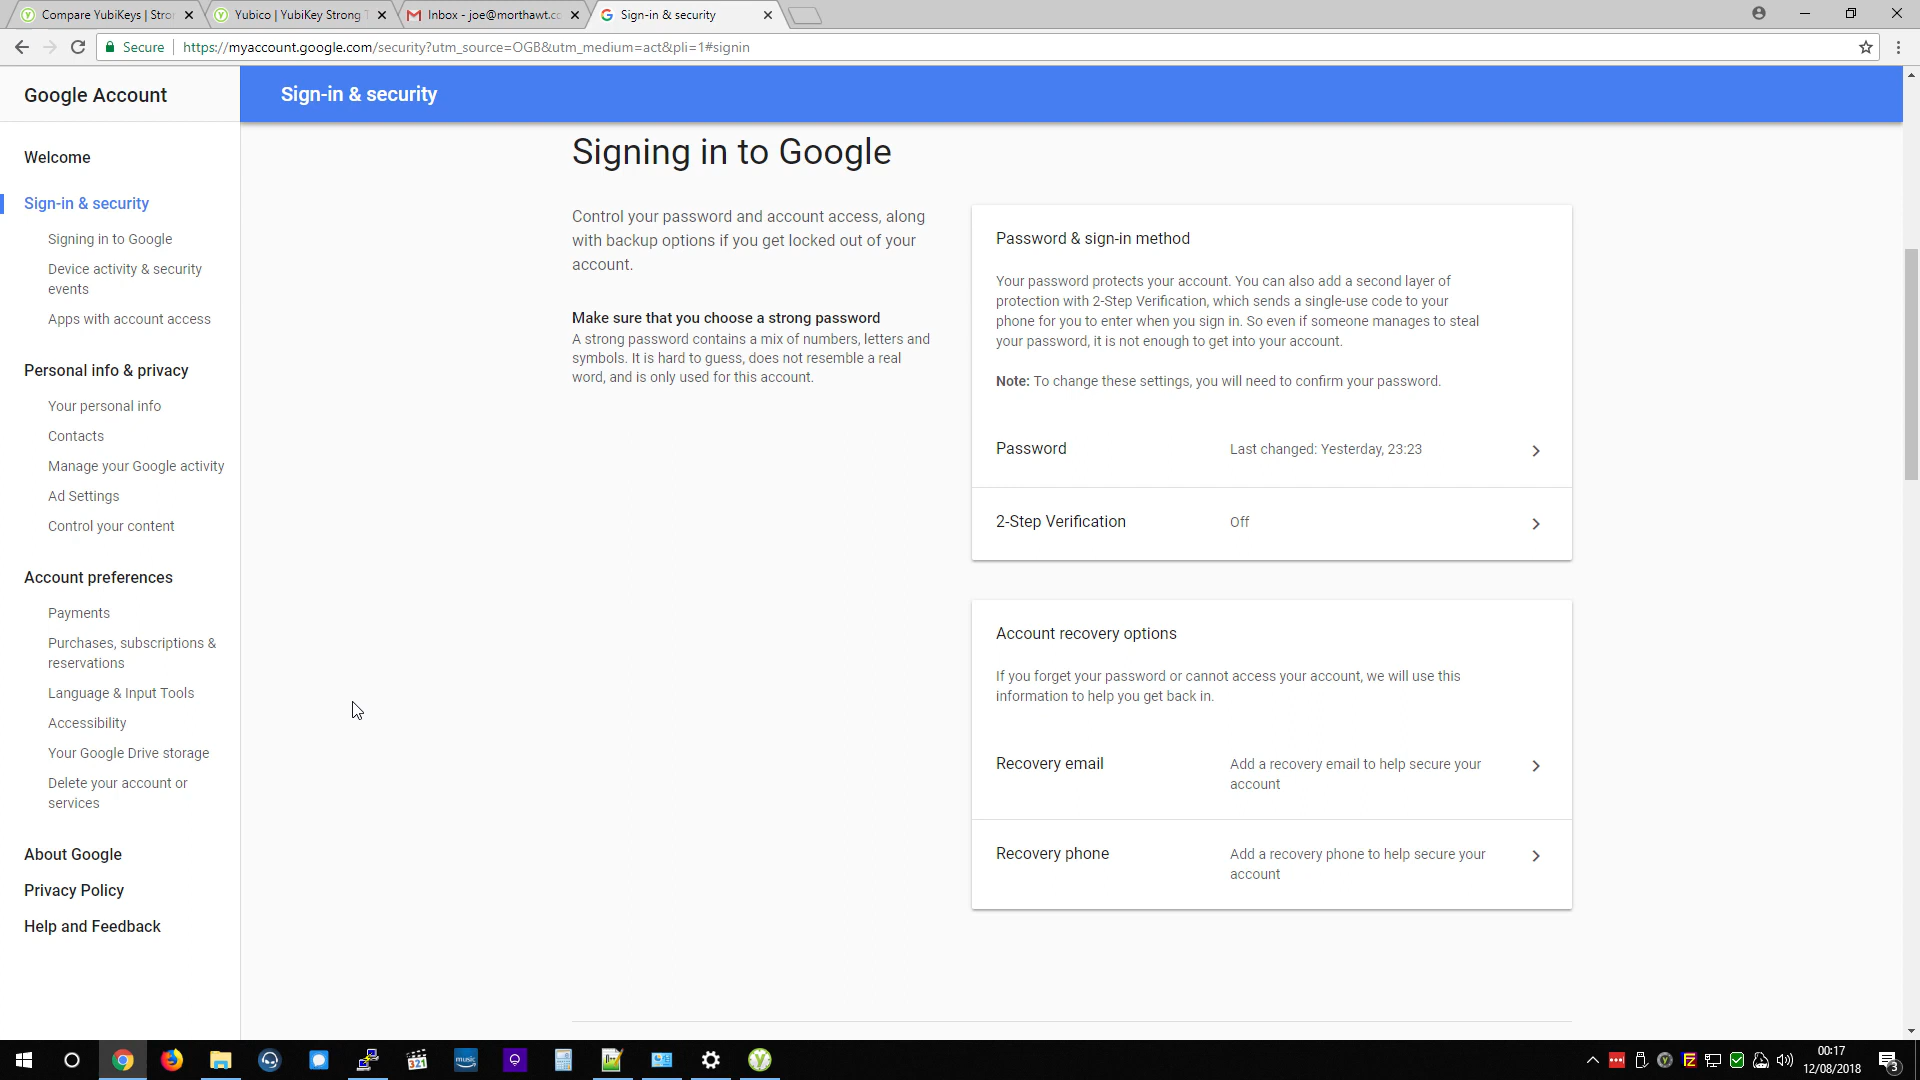 Compare YubiKeys | Stro
Yubico | YubiKey Strong T
Inbox - joe@morthawt.c
Sign-in & security
Secure
https://myaccount.google.com/security?utm_source=OGB&utm_medium=act&pli=1#signin
Google Account
Sign-in & security
Welcome
Sign-in & security
Signing in to Google
Device activity & security
events
Apps with account access
Personal info & privacy
Your personal info
Contacts
Manage your Google activity
Ad Settings
Control your content
Account preferences
Payments
Purchases, subscriptions &
reservations
Language & Input Tools
Accessibility
Your Google Drive storage
Delete your account or
services
About Google
Privacy Policy
Help and Feedback
Signing in to Google
Control your password and account access, along
with backup options if you get locked out of your
account.
Make sure that you choose a strong password
A strong password contains a mix of numbers, letters and
symbols. It is hard to guess, does not resemble a real
word, and is only used for this account.
Password & sign-in method
Your password protects your account. You can also add a second layer of
protection with 2-Step Verification, which sends a single-use code to your
phone for you to enter when you sign in. So even if someone manages to steal
your password, it is not enough to get into your account.
Note: To change these settings, you will need to confirm your password.
Password Last changed: Yesterday, 23:23
2-Step Verification Off
Account recovery options
If you forget your password or cannot access your account, we will use this
information to help you get back in.
Recovery email Add a recovery email to help secure your
account
Recovery phone Add a recovery phone to help secure your
account
321
music
00:17
12/08/2018
3